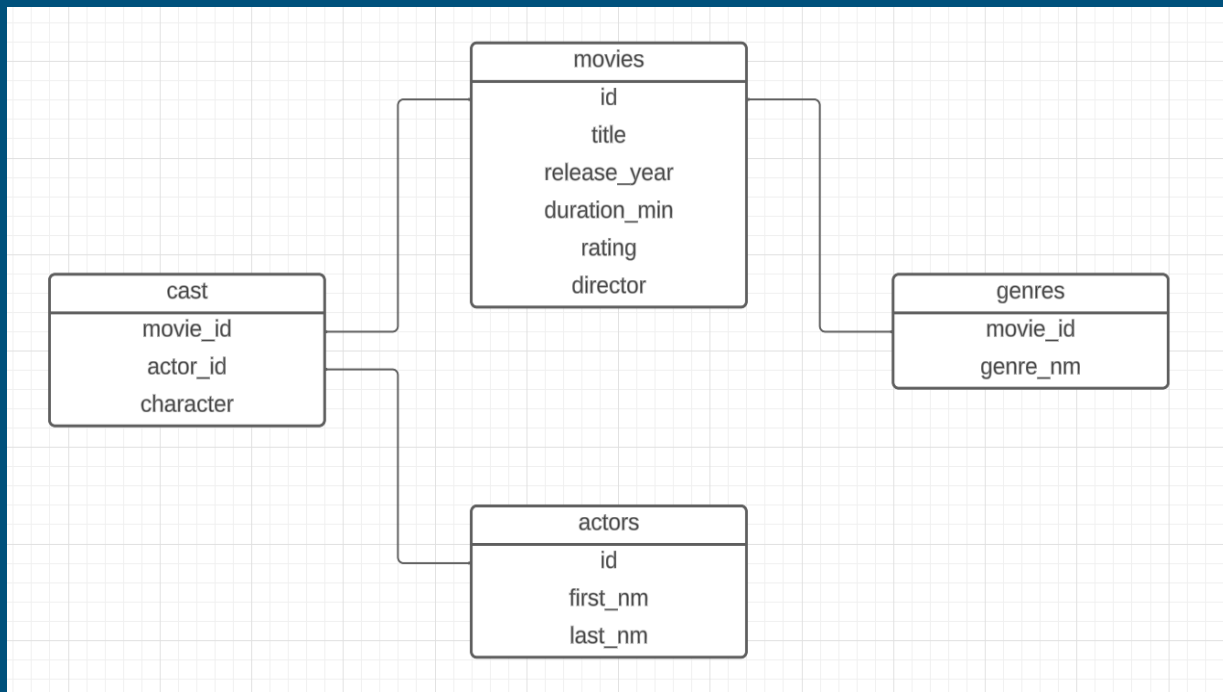 movies
id
title
release_year
duration_min
rating
director
cast
movie_id
actor_id
character
genres
movie_id
genre_nm
actors
id
first_nm
last_nm